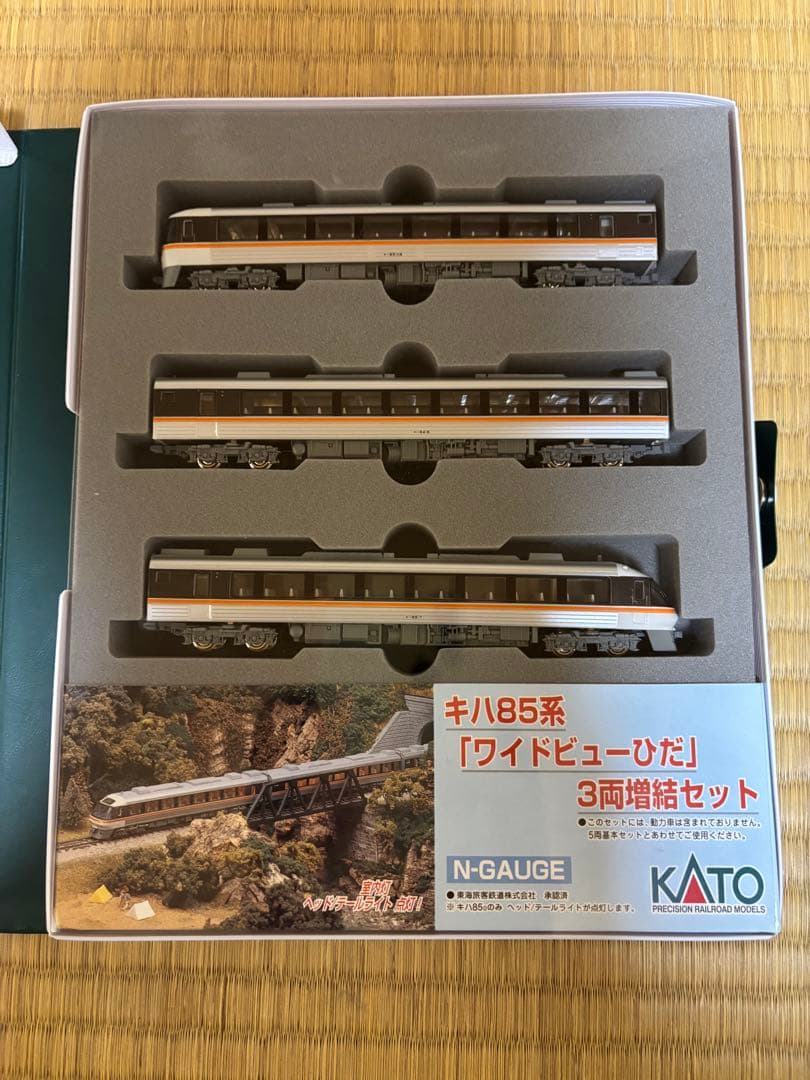 キハ85系
「ワイドビューひだ」
3両増結セット
●このセットには、動力車は含まれておりません。
5両基本セットとあわせてご使用ください。
N-GAUGE
KATO
PRECISION RAILROAD MODELS
●東海旅客鉄道株式会社 承認済
※ キハ85₀のみ ヘッド/テールライトが点灯します。
室内灯
ヘッド/テールライト 点灯!